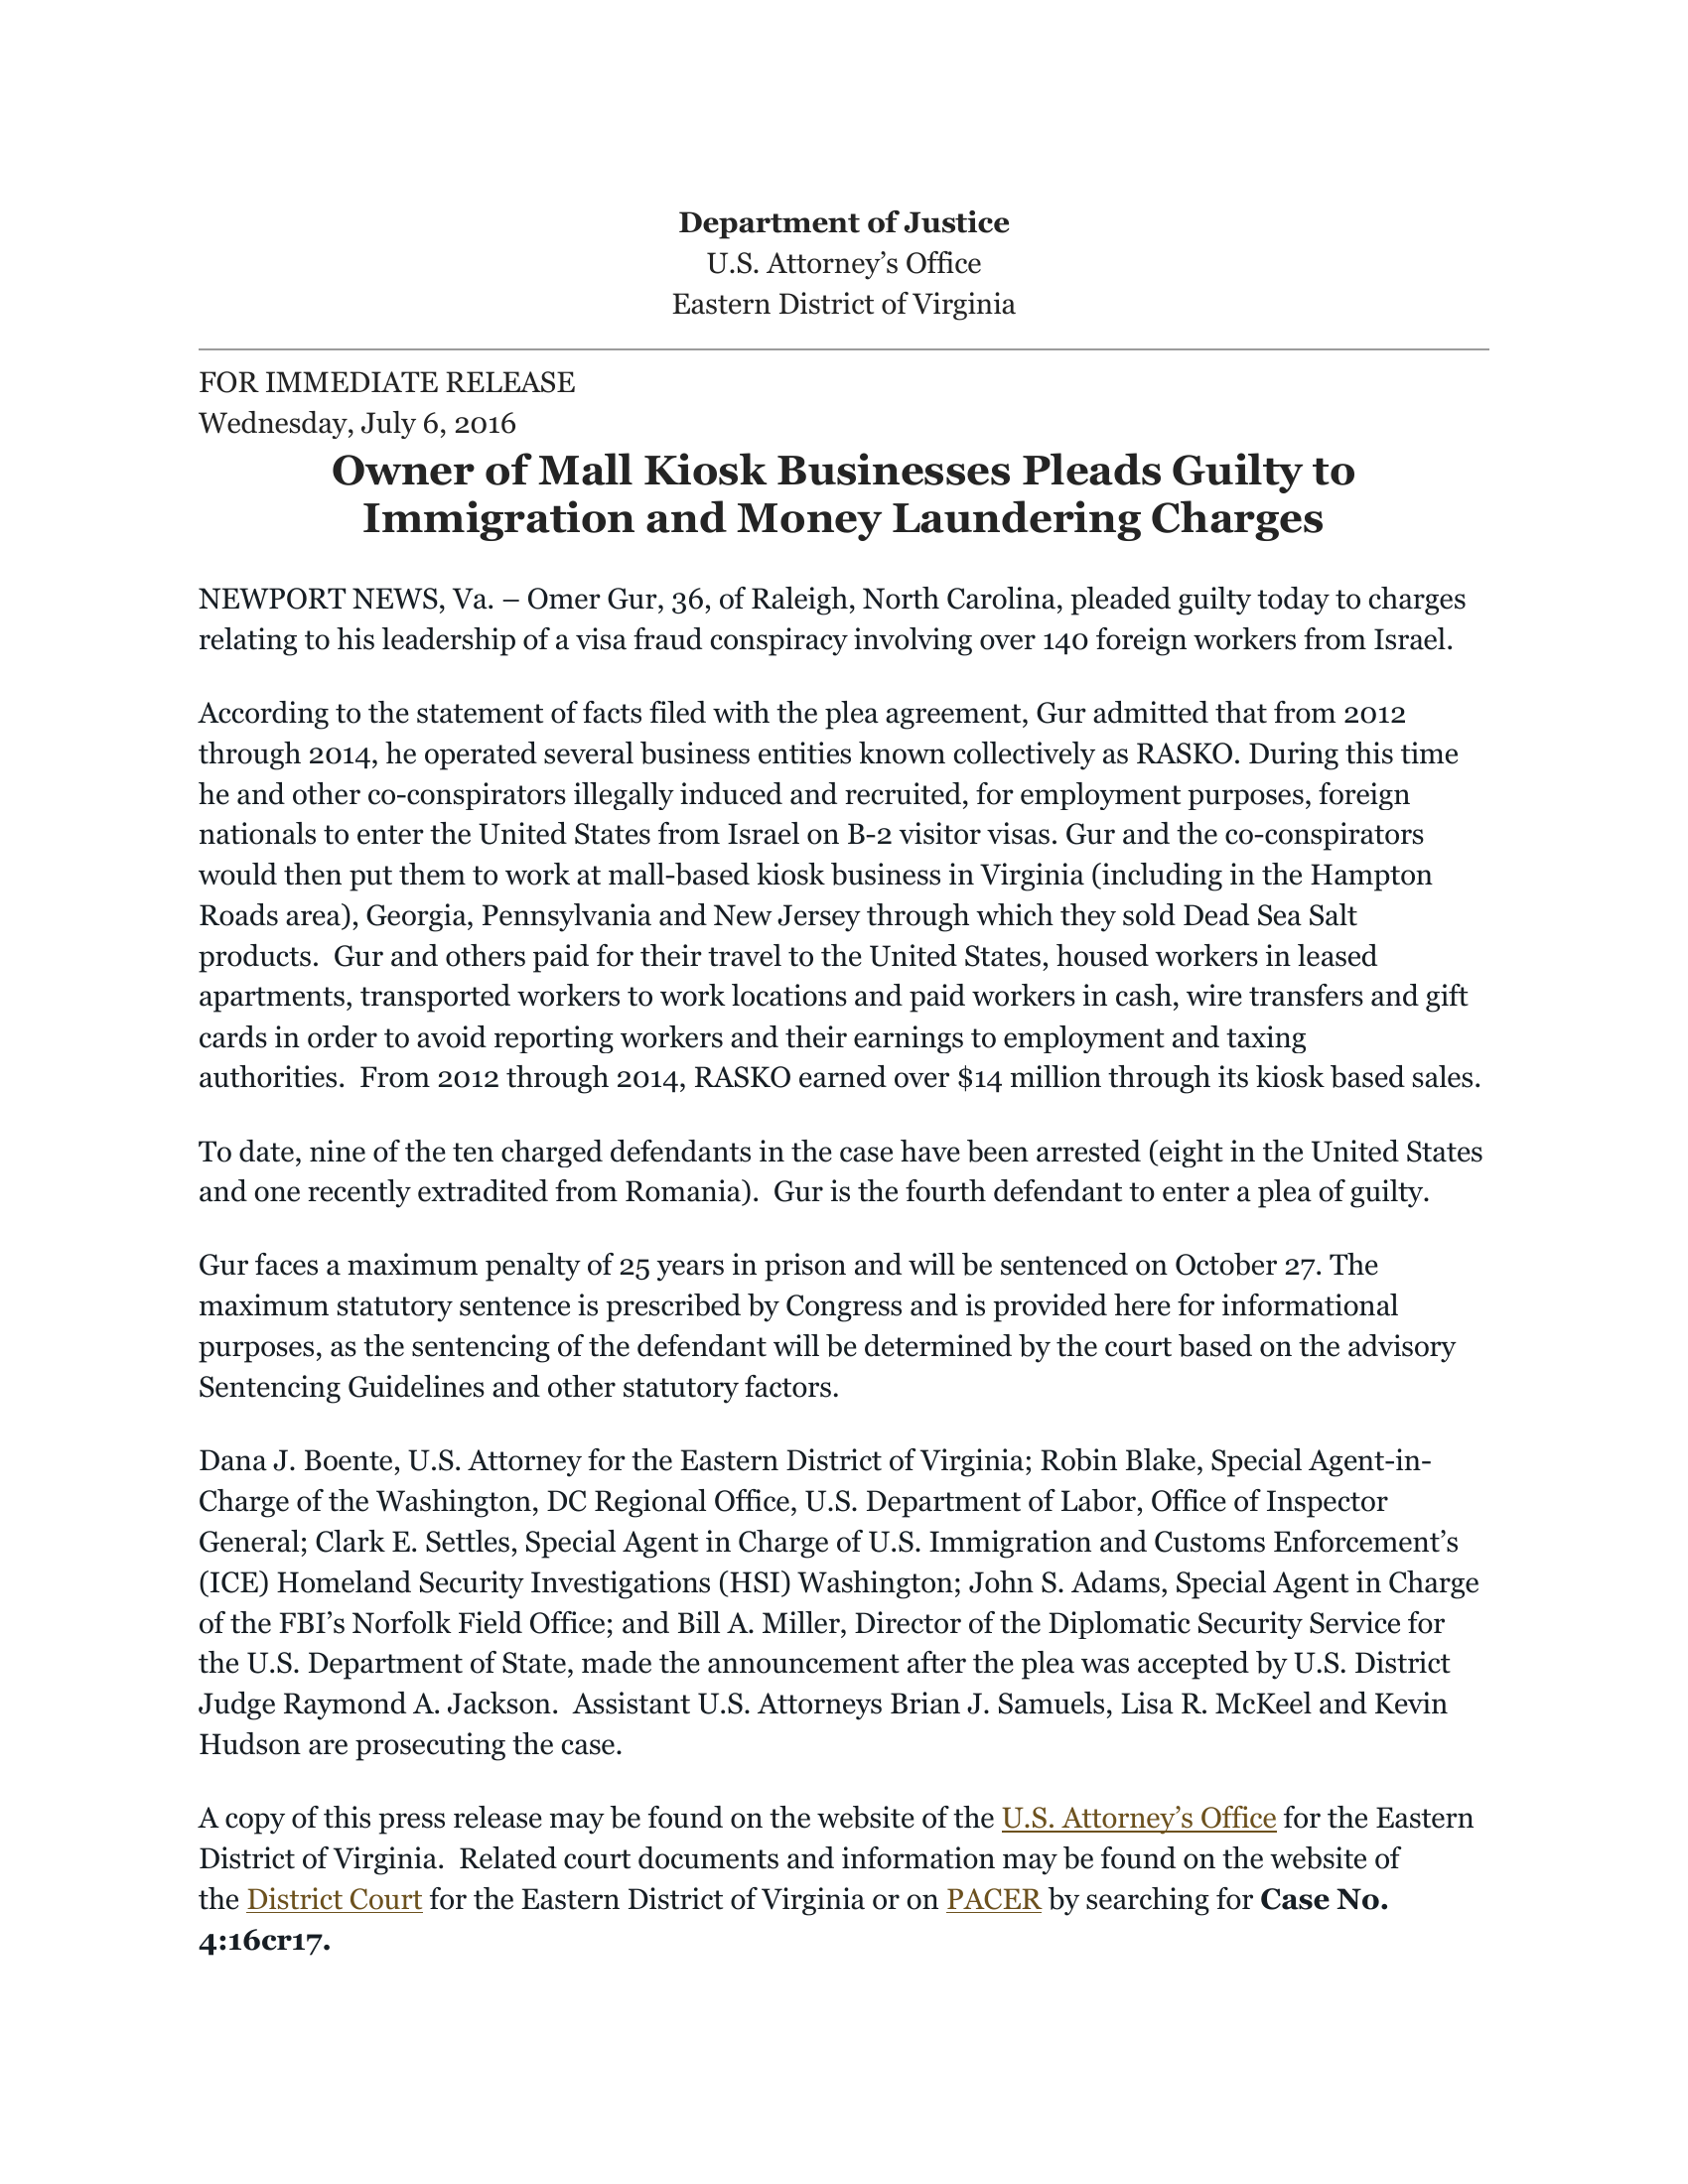 Department of Justice
U.S. Attorney’s Office
Eastern District of Virginia
FOR IMMEDIATE RELEASE
Wednesday, July 6, 2016
Owner of Mall Kiosk Businesses Pleads Guilty to
Immigration and Money Laundering Charges
NEWPORT NEWS, Va. – Omer Gur, 36, of Raleigh, North Carolina, pleaded guilty today to charges
relating to his leadership of a visa fraud conspiracy involving over 140 foreign workers from Israel.
According to the statement of facts filed with the plea agreement, Gur admitted that from 2012
through 2014, he operated several business entities known collectively as RASKO. During this time
he and other co-conspirators illegally induced and recruited, for employment purposes, foreign
nationals to enter the United States from Israel on B-2 visitor visas. Gur and the co-conspirators
would then put them to work at mall-based kiosk business in Virginia (including in the Hampton
Roads area), Georgia, Pennsylvania and New Jersey through which they sold Dead Sea Salt
products.  Gur and others paid for their travel to the United States, housed workers in leased
apartments, transported workers to work locations and paid workers in cash, wire transfers and gift
cards in order to avoid reporting workers and their earnings to employment and taxing
authorities.  From 2012 through 2014, RASKO earned over $14 million through its kiosk based sales.
To date, nine of the ten charged defendants in the case have been arrested (eight in the United States
and one recently extradited from Romania).  Gur is the fourth defendant to enter a plea of guilty.
Gur faces a maximum penalty of 25 years in prison and will be sentenced on October 27. The
maximum statutory sentence is prescribed by Congress and is provided here for informational
purposes, as the sentencing of the defendant will be determined by the court based on the advisory
Sentencing Guidelines and other statutory factors.
Dana J. Boente, U.S. Attorney for the Eastern District of Virginia; Robin Blake, Special Agent-in-
Charge of the Washington, DC Regional Office, U.S. Department of Labor, Office of Inspector
General; Clark E. Settles, Special Agent in Charge of U.S. Immigration and Customs Enforcement’s
(ICE) Homeland Security Investigations (HSI) Washington; John S. Adams, Special Agent in Charge
of the FBI’s Norfolk Field Office; and Bill A. Miller, Director of the Diplomatic Security Service for
the U.S. Department of State, made the announcement after the plea was accepted by U.S. District
Judge Raymond A. Jackson.  Assistant U.S. Attorneys Brian J. Samuels, Lisa R. McKeel and Kevin
Hudson are prosecuting the case.
A copy of this press release may be found on the website of the U.S. Attorney’s Office for the Eastern
District of Virginia.  Related court documents and information may be found on the website of
the District Court for the Eastern District of Virginia or on PACER by searching for Case No.
4:16cr17.